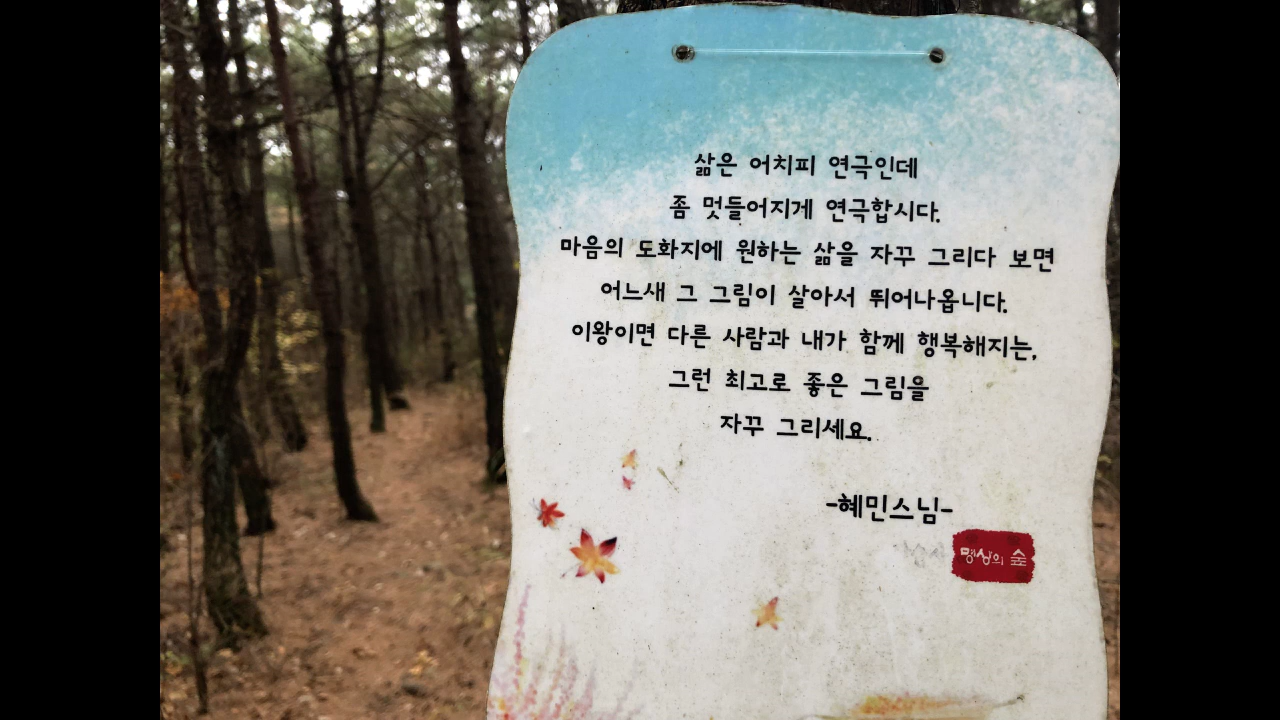 삶은 어치피 연극인데
좀 멋들어지게 연극합시다.
마음의 도화지에 원하는 삶을 자꾸 그리다 보면
어느새 그 그림이 살아서 뛰어나옵니다.
이왕이면 다른 사람과 내가 함께 행복해지는,
그런 최고로 좋은 그림을
자꾸 그리세요.
-혜민스님-
명상의 숲